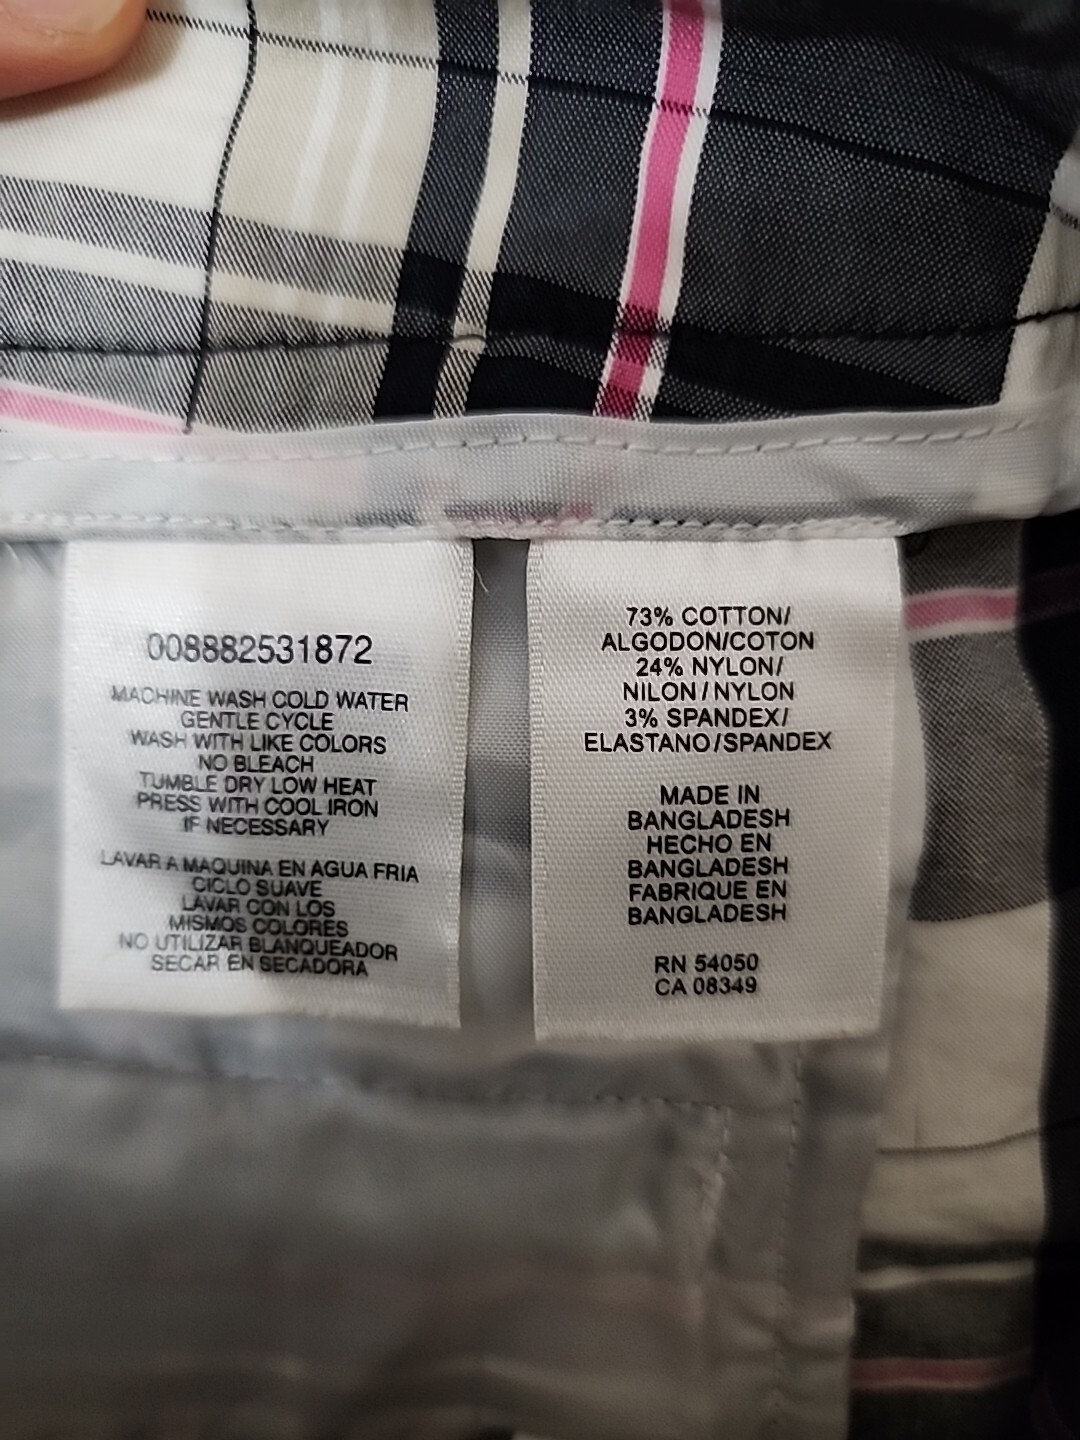 008882531872
MACHINE WASH COLD WATER
GENTLE CYCLE
WASH WITH LIKE COLORS
NO BLEACH
TUMBLE DRY LOW HEAT
PRESS WITH COOL IRON
IF NECESSARY
LAVAR A MAQUINA EN AGUA FRIA
CICLO SUAVE
LAVAR CON LOS
MISMOS COLORES
NO UTILIZAR BLANQUEADOR
SECAR EN SECADORA
73% COTTON/
ALGODON/COTON
24% NYLON/
NILON/NYLON
3% SPANDEX/
ELASTANO/SPANDEX
MADE IN
BANGLADESH
HECHO EN
BANGLADESH
FABRIQUE EN
BANGLADESH
RN 54050
CA 08349